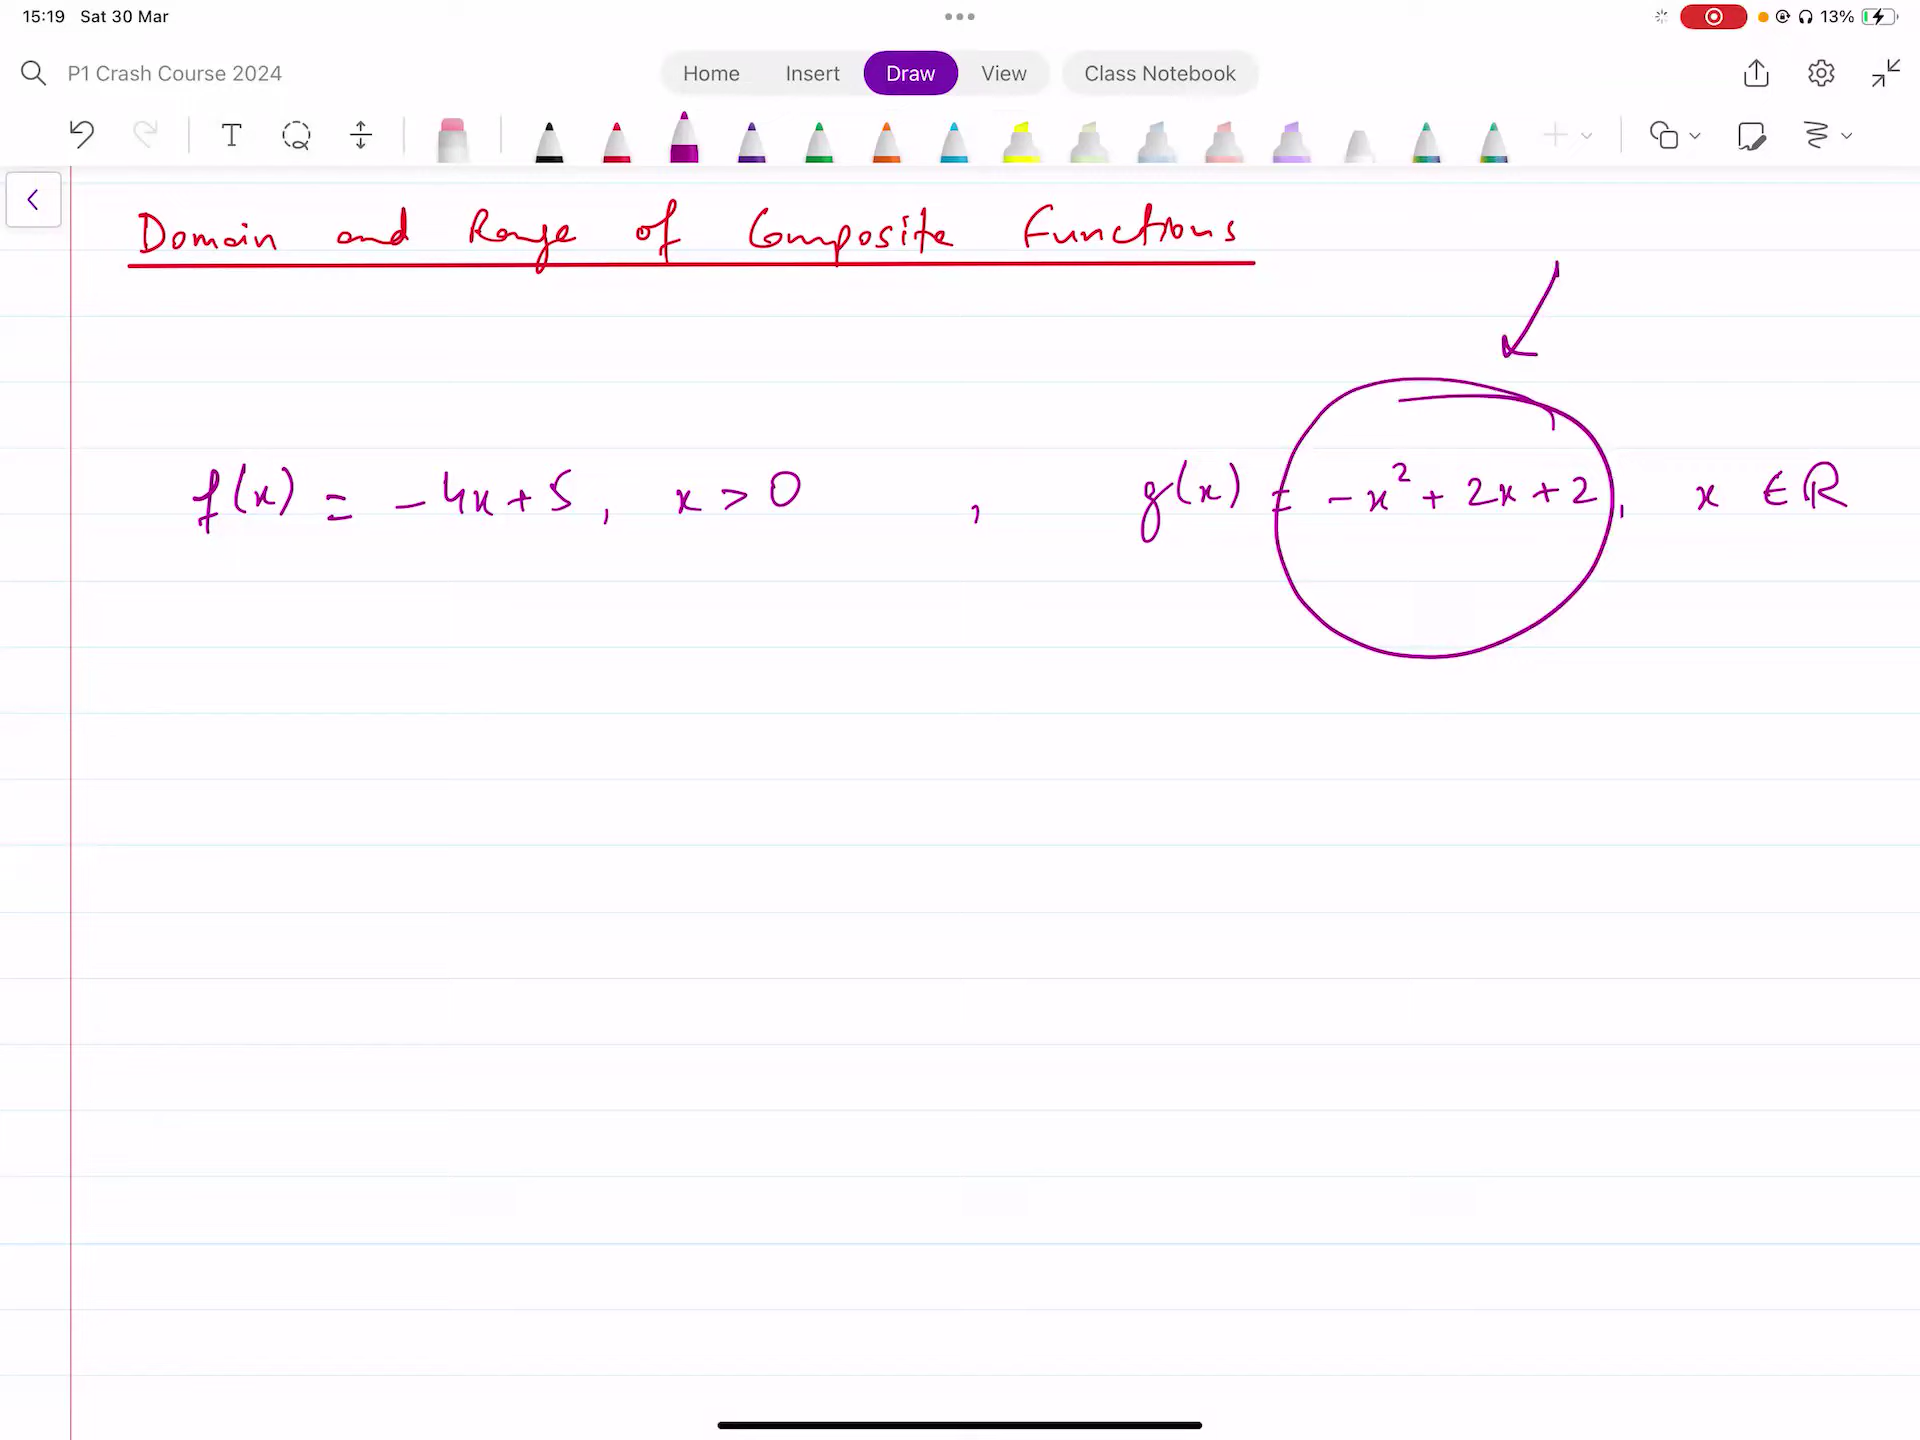 15:19 Sat 30 Mar
13%
P1 Crash Course 2024
Home Insert Draw View Class Notebook
T
Domain and Range of Composite Functions
f(x) = -4x+5, x > 0 , g(x) = -x² + 2x + 2, x ∈ ℝ